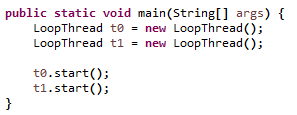 public static void main(String[] args) {
    LoopThread t0 = new LoopThread();
    LoopThread t1 = new LoopThread();

    t0.start();
    t1.start();
}